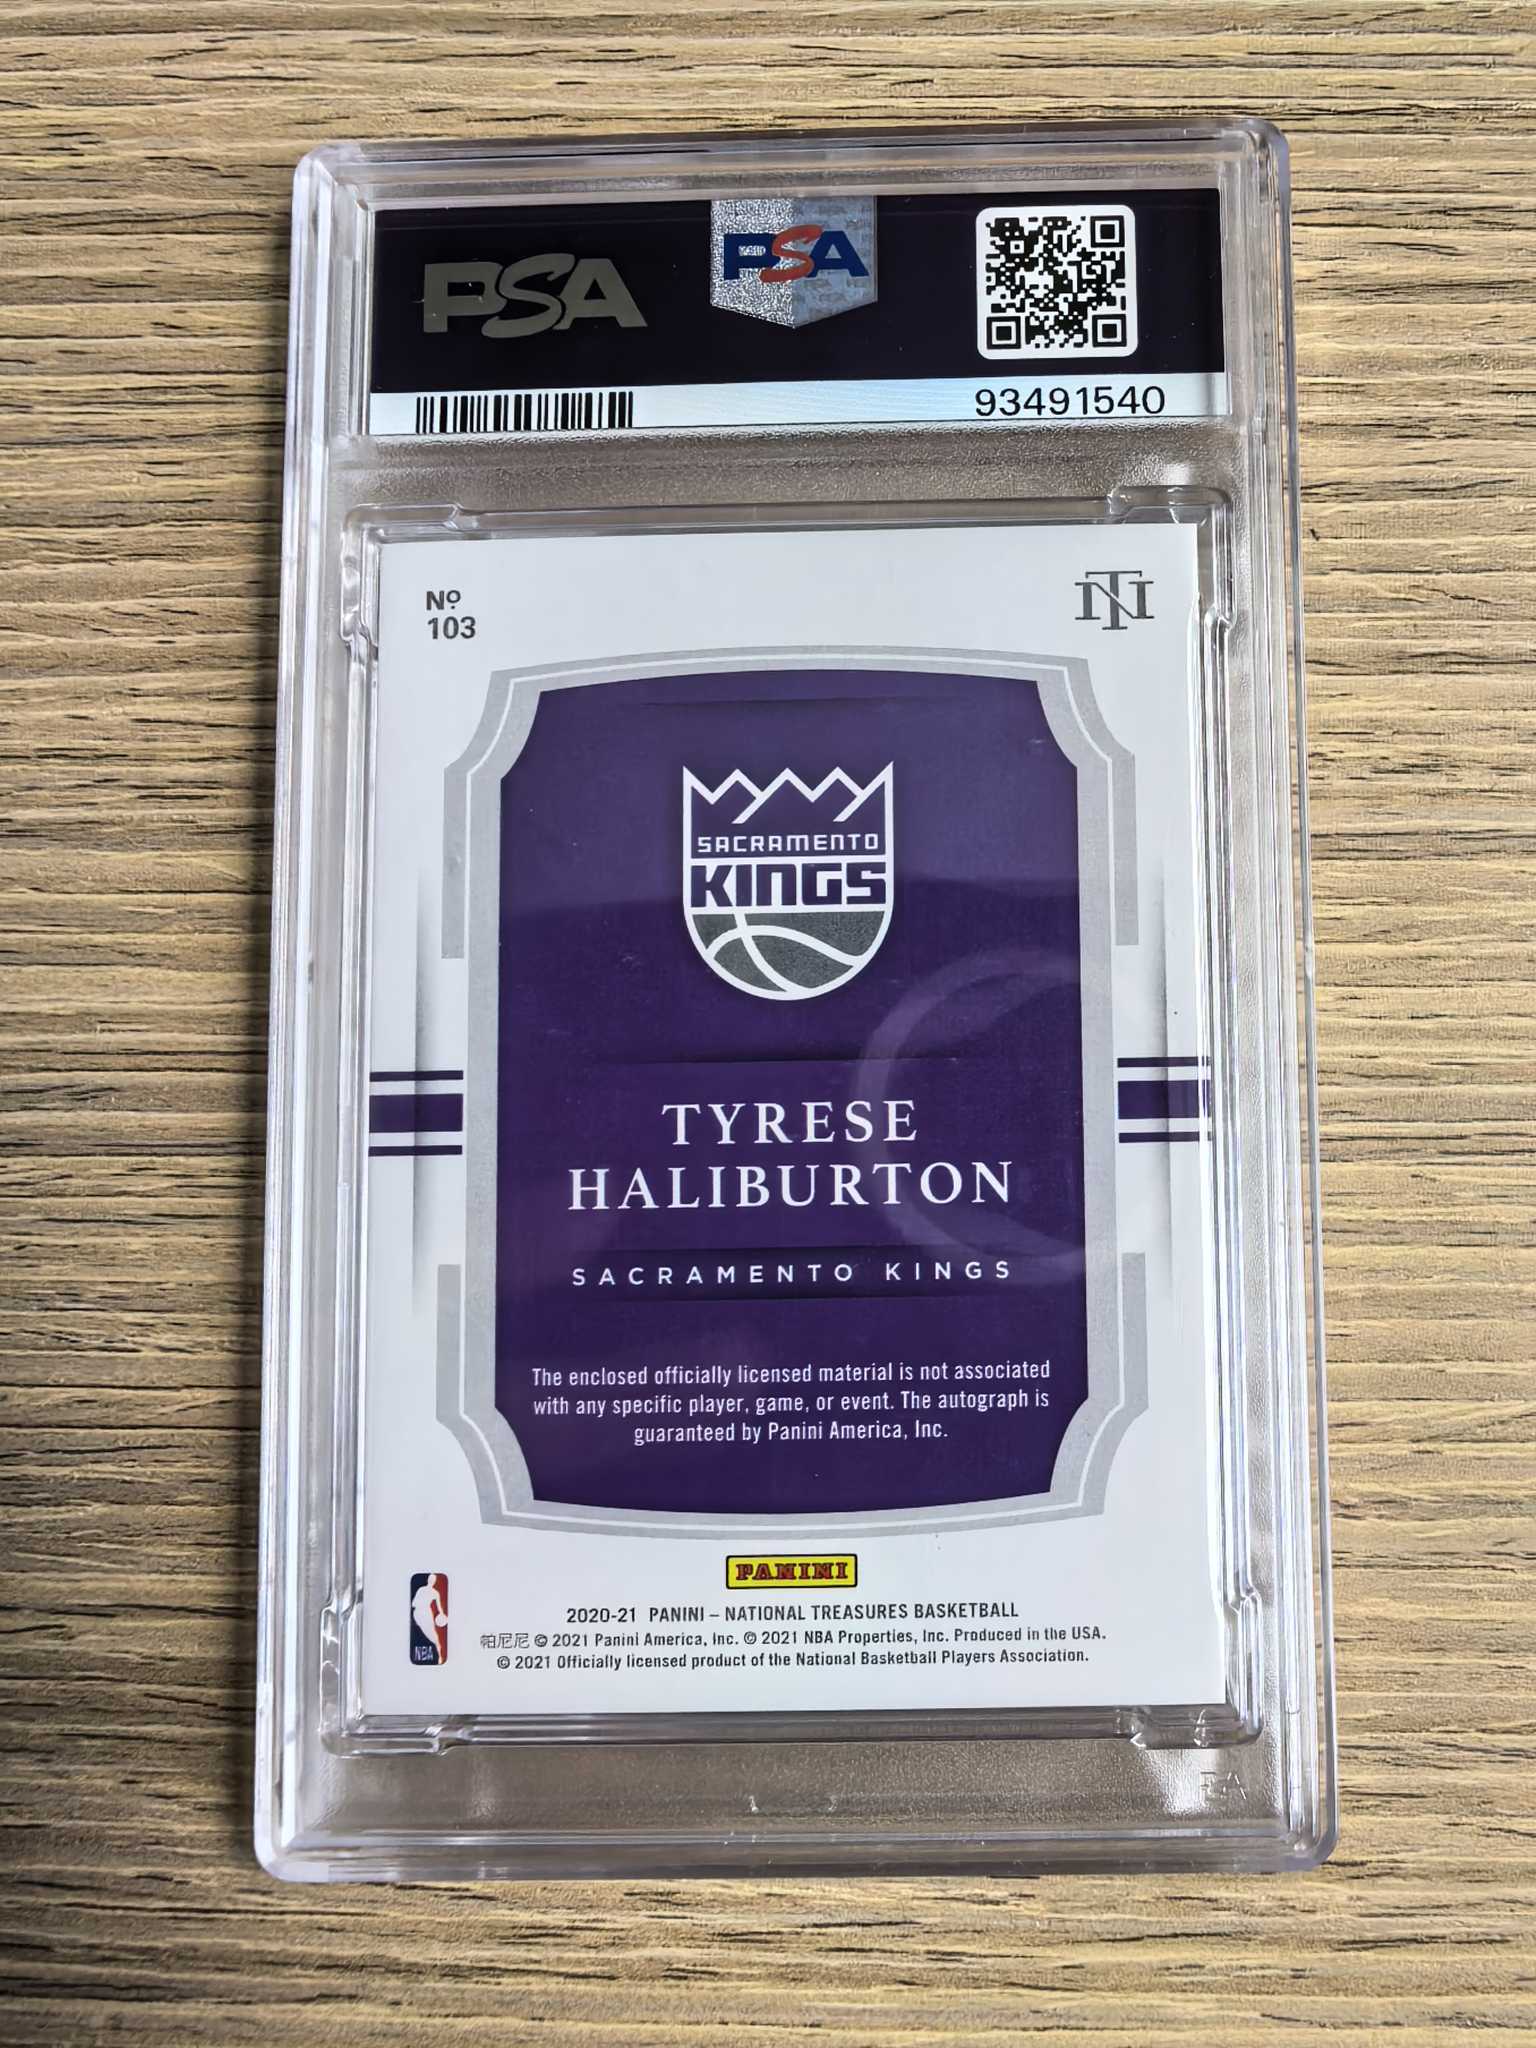 PSA
PSA
93491540
Nº
103
NT
SACRAMENTO
KINGS
TYRESE
HALIBURTON
SACRAMENTO KINGS
The enclosed officially licensed material is not associated
with any specific player, game, or event. The autograph is
guaranteed by Panini America, Inc.
PANINI
2020-21 PANINI – NATIONAL TREASURES BASKETBALL
帕尼尼 © 2021 Panini America, Inc. © 2021 NBA Properties, Inc. Produced in the USA.
© 2021 Officially licensed product of the National Basketball Players Association.
NBA
PSA